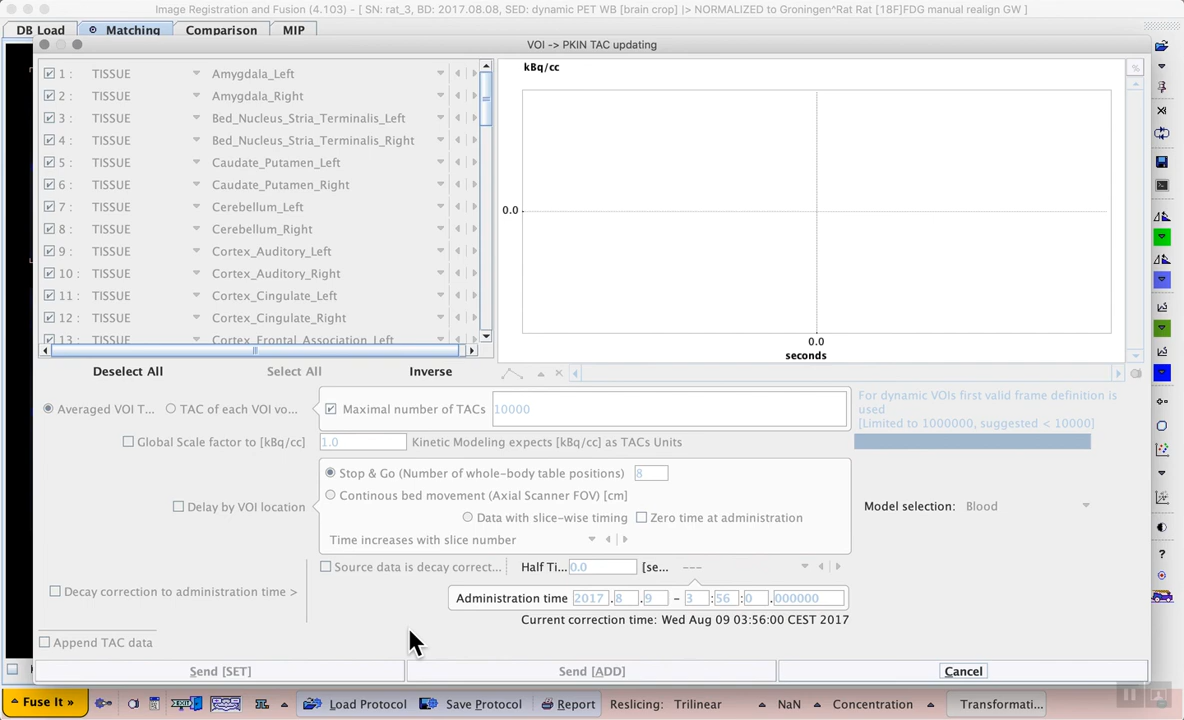 Image Registration and Fusion (4.103) - [ SN: rat_3, BD: 2017.08.08, SED: dynamic PET WB [brain crop] |> NORMALIZED to Groningen^Rat Rat [18F]FDG manual realign GW ]
DB Load Matching Comparison MIP
VOI -> PKIN TAC updating
1 : TISSUE Amygdala_Left
2 : TISSUE Amygdala_Right
3 : TISSUE Bed_Nucleus_Stria_Terminalis_Left
4 : TISSUE Bed_Nucleus_Stria_Terminalis_Right
5 : TISSUE Caudate_Putamen_Left
6 : TISSUE Caudate_Putamen_Right
7 : TISSUE Cerebellum_Left
8 : TISSUE Cerebellum_Right
9 : TISSUE Cortex_Auditory_Left
10 : TISSUE Cortex_Auditory_Right
11 : TISSUE Cortex_Cingulate_Left
12 : TISSUE Cortex_Cingulate_Right
13 : TISSUE Cortex_Frontal_Association_Left
kBq/cc
%
0.0
0.0
seconds
Deselect All Select All Inverse
Averaged VOI T... TAC of each VOI vo... Maximal number of TACs 10000
For dynamic VOIs first valid frame definition is
used
[Limited to 1000000, suggested < 10000]
Global Scale factor to [kBq/cc] 1.0 Kinetic Modeling expects [kBq/cc] as TACs Units
Stop & Go (Number of whole-body table positions) 8
Continous bed movement (Axial Scanner FOV) [cm]
Delay by VOI location
Data with slice-wise timing Zero time at administration
Time increases with slice number
Model selection: Blood
Source data is decay correct... Half Ti... 0.0 [se... ---
Decay correction to administration time >
Administration time 2017 . 8 . 9 - 3 : 56 : 0 . 000000
Current correction time: Wed Aug 09 03:56:00 CEST 2017
Append TAC data
Send [SET] Send [ADD] Cancel
Fuse It » Load Protocol Save Protocol Report Reslicing: Trilinear NaN Concentration Transformati...